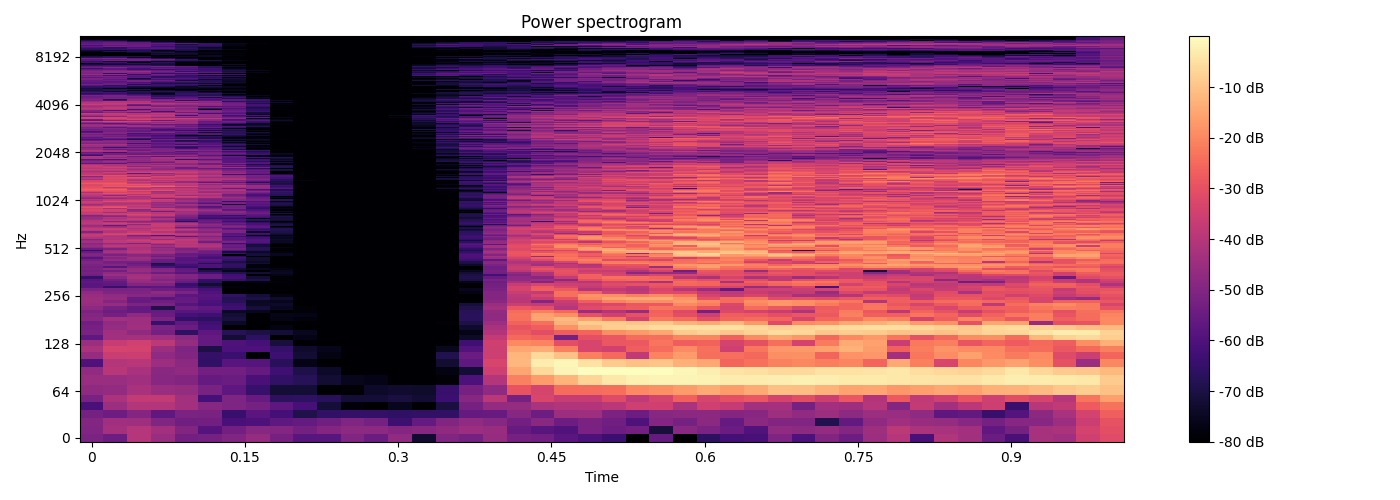 Power spectrogram
Hz
8192
4096
2048
1024
512
256
128
64
0
0 0.15 0.3 0.45 0.6 0.75 0.9
Time
-10 dB
-20 dB
-30 dB
-40 dB
-50 dB
-60 dB
-70 dB
-80 dB